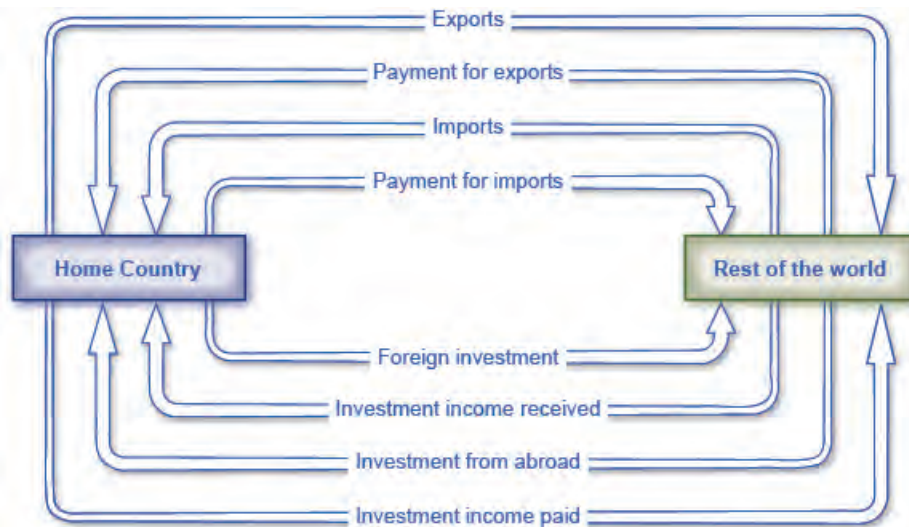 Exports
Payment for exports
Imports
Payment for imports
Home Country
Rest of the world
Foreign investment
Investment income received
Investment from abroad
Investment income paid